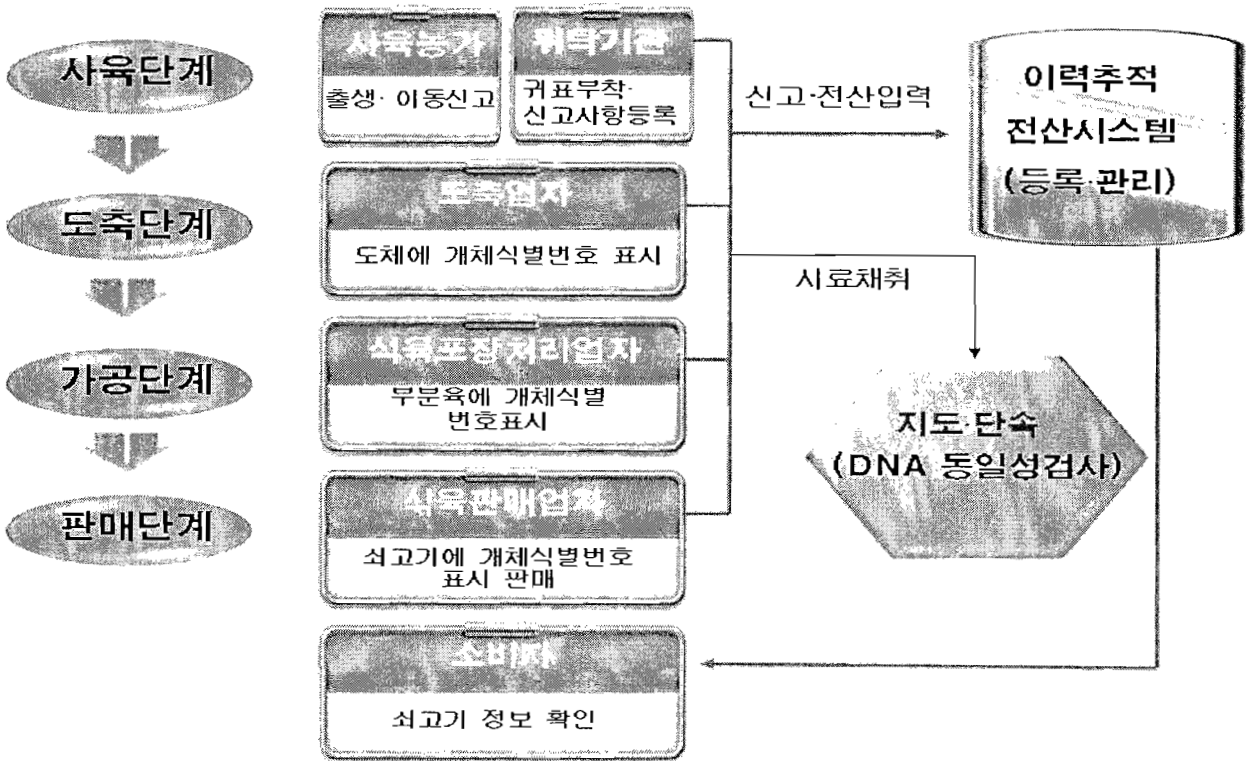 사육단계
도축단계
가공단계
판매단계
사육농가
출생· 이동신고
위탁기관
귀표부착·
신고사항등록
도축업자
도체에 개체식별번호 표시
식육포장처리업자
부분육에 개체식별
번호표시
식육판매업자
쇠고기에 개체식별번호
표시 판매
소비자
쇠고기 정보 확인
신고·전산입력
시료채취
이력추적
전산시스템
(등록·관리)
지도·단속
(DNA 동일성검사)